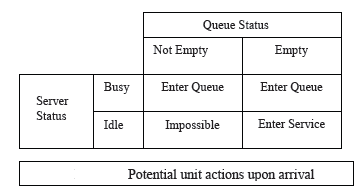 Queue Status
Not Empty Empty
Server Status
Busy Enter Queue Enter Queue
Idle Impossible Enter Service
Potential unit actions upon arrival